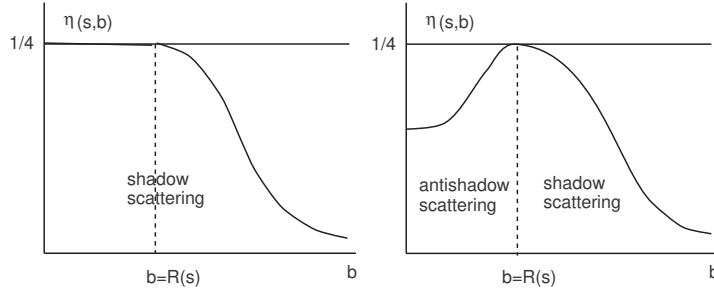 η(s,b)
1/4
shadow
scattering
b=R(s)
b
η(s,b)
1/4
antishadow
scattering
shadow
scattering
b=R(s)
b